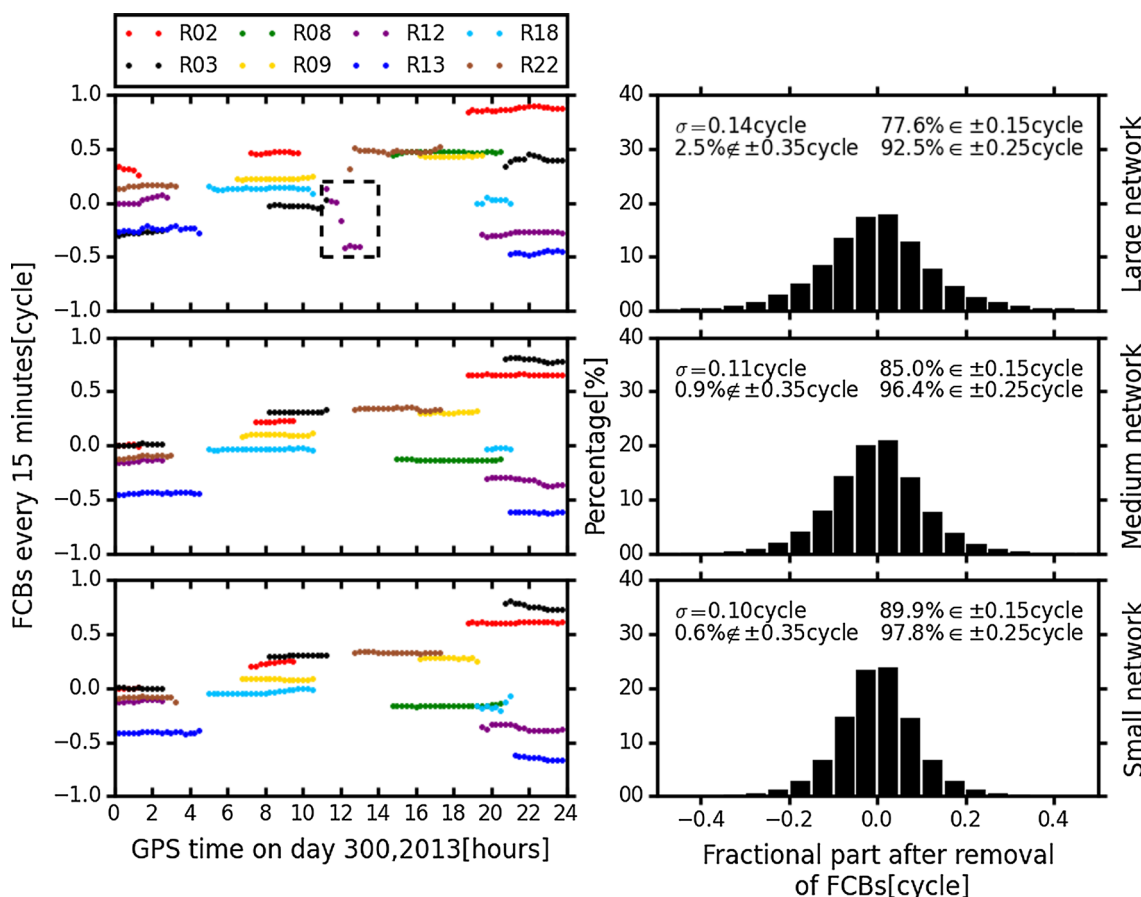 R02 R08 R12 R18
R03 R09 R13 R22
FCBs every 15 minutes[cycle]
1.0
0.5
0.0
−0.5
−1.0
1.0
0.5
0.0
−0.5
−1.0
1.0
0.5
0.0
−0.5
−1.0
0 2 4 6 8 10 12 14 16 18 20 22 24
GPS time on day 300,2013[hours]
Percentage[%]
40
30
20
10
00
σ=0.14cycle 77.6%∈±0.15cycle
2.5%∉±0.35cycle 92.5%∈±0.25cycle
Large network
40
30
20
10
00
σ=0.11cycle 85.0%∈±0.15cycle
0.9%∉±0.35cycle 96.4%∈±0.25cycle
Medium network
40
30
20
10
00
σ=0.10cycle 89.9%∈±0.15cycle
0.6%∉±0.35cycle 97.8%∈±0.25cycle
Small network
−0.4 −0.2 0.0 0.2 0.4
Fractional part after removal
of FCBs[cycle]